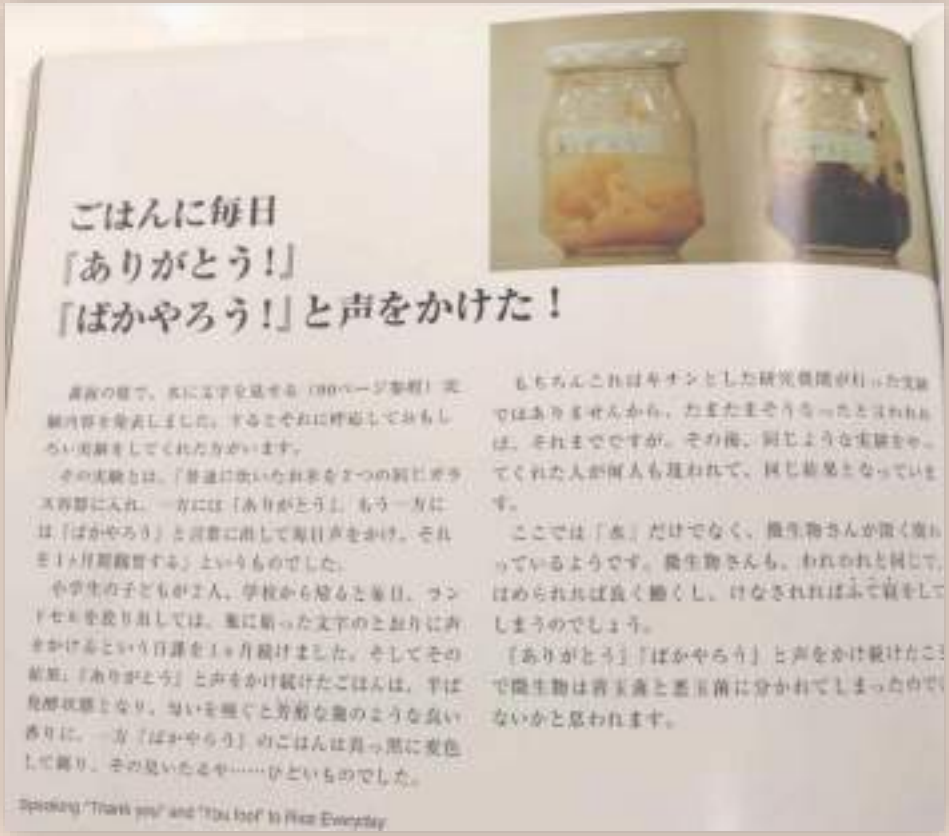 ごはんに毎日
『ありがとう!』
『ばかやろう!』と声をかけた!
講演の席で、水に文字を見せる(90ページ参照)実
験内容を発表しました。するとそれに呼応しておもし
ろい実験をしてくれた方がいます。
その実験とは、「普通に炊いたお米を2つの同じガラ
ス容器に入れ、一方には「ありがとう」、もう一方に
は「ばかやろう」と言葉に出して毎日声をかけ、それ
を1ヶ月間観察する」というものでした。
小学生の子どもが2人、学校から帰ると毎日、ラン
ドセルを放り出しては、瓶に貼った文字のとおりに声
をかけるという日課を1ヶ月続けました。そしてその
結果、『ありがとう』と声をかけ続けたごはんは、半ば
発酵状態となり、匂いを嗅ぐと芳醇な麹のような良い
香りに、一方『ばかやろう』のごはんは真っ黒に変色
して腐り、その臭いたるや……ひどいものでした。
もちろんこれはキチンとした研究機関が行った実験
ではありませんから、たまたまそうなったと言われれ
ば、それまでですが。その後、同じような実験をやっ
てくれた人が何人も現われて、同じ結果となっていま
す。
ここでは「水」だけでなく、微生物さんが深く関わ
っているようです。微生物さんも、われわれと同じで、
ほめられれば良く働くし、けなされればふて寝をして
しまうのでしょう。
『ありがとう』『ばかやろう』と声をかけ続けたこと
で微生物は善玉菌と悪玉菌に分かれてしまったので
ないかと思われます。
Speaking "Thank you" and "You fool" to Rice Everyday